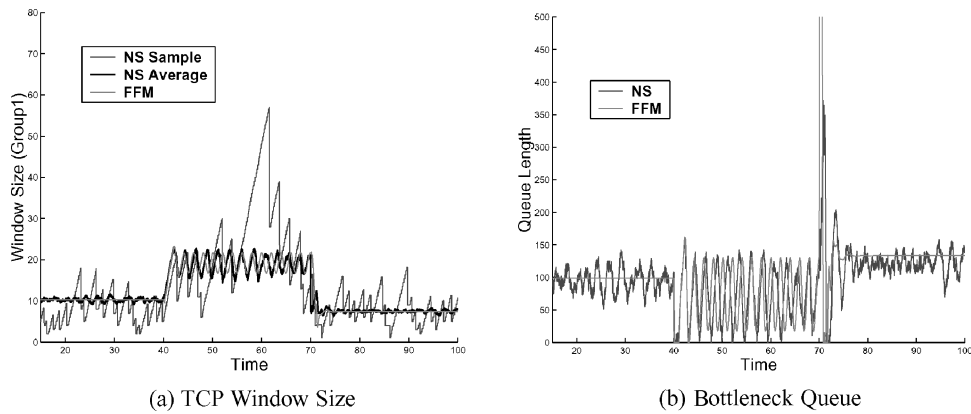 80
70
60
50
40
30
20
10
0
Window Size (Group1)
NS Sample
NS Average
FFM
20 30 40 50 60 70 80 90 100
Time
(a) TCP Window Size
500
450
400
350
300
250
200
150
100
50
0
Queue Length
NS
FFM
20 30 40 50 60 70 80 90 100
Time
(b) Bottleneck Queue